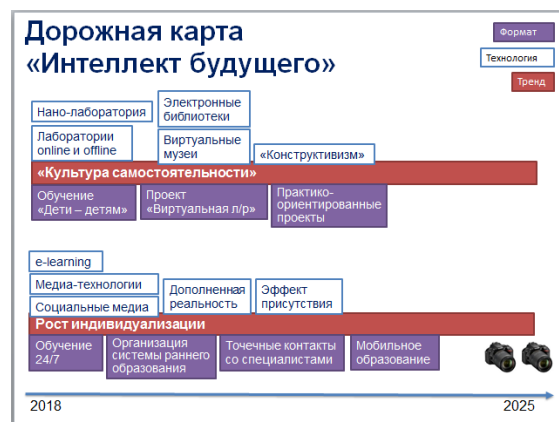 Дорожная карта
«Интеллект будущего»
Формат
Технология
Тренд
Нано-лаборатория
Электронные
библиотеки
Лаборатории
online и offline
Виртуальные
музеи
«Конструктивизм»
«Культура самостоятельности»
Обучение
«Дети – детям»
Проект
«Виртуальная л/р»
Практико-
ориентированные
проекты
e-learning
Медиа-технологии
Социальные медиа
Дополненная
реальность
Эффект
присутствия
Рост индивидуализации
Обучение
24/7
Организация
системы раннего
образования
Точечные контакты
со специалистами
Мобильное
образование
2018
2025